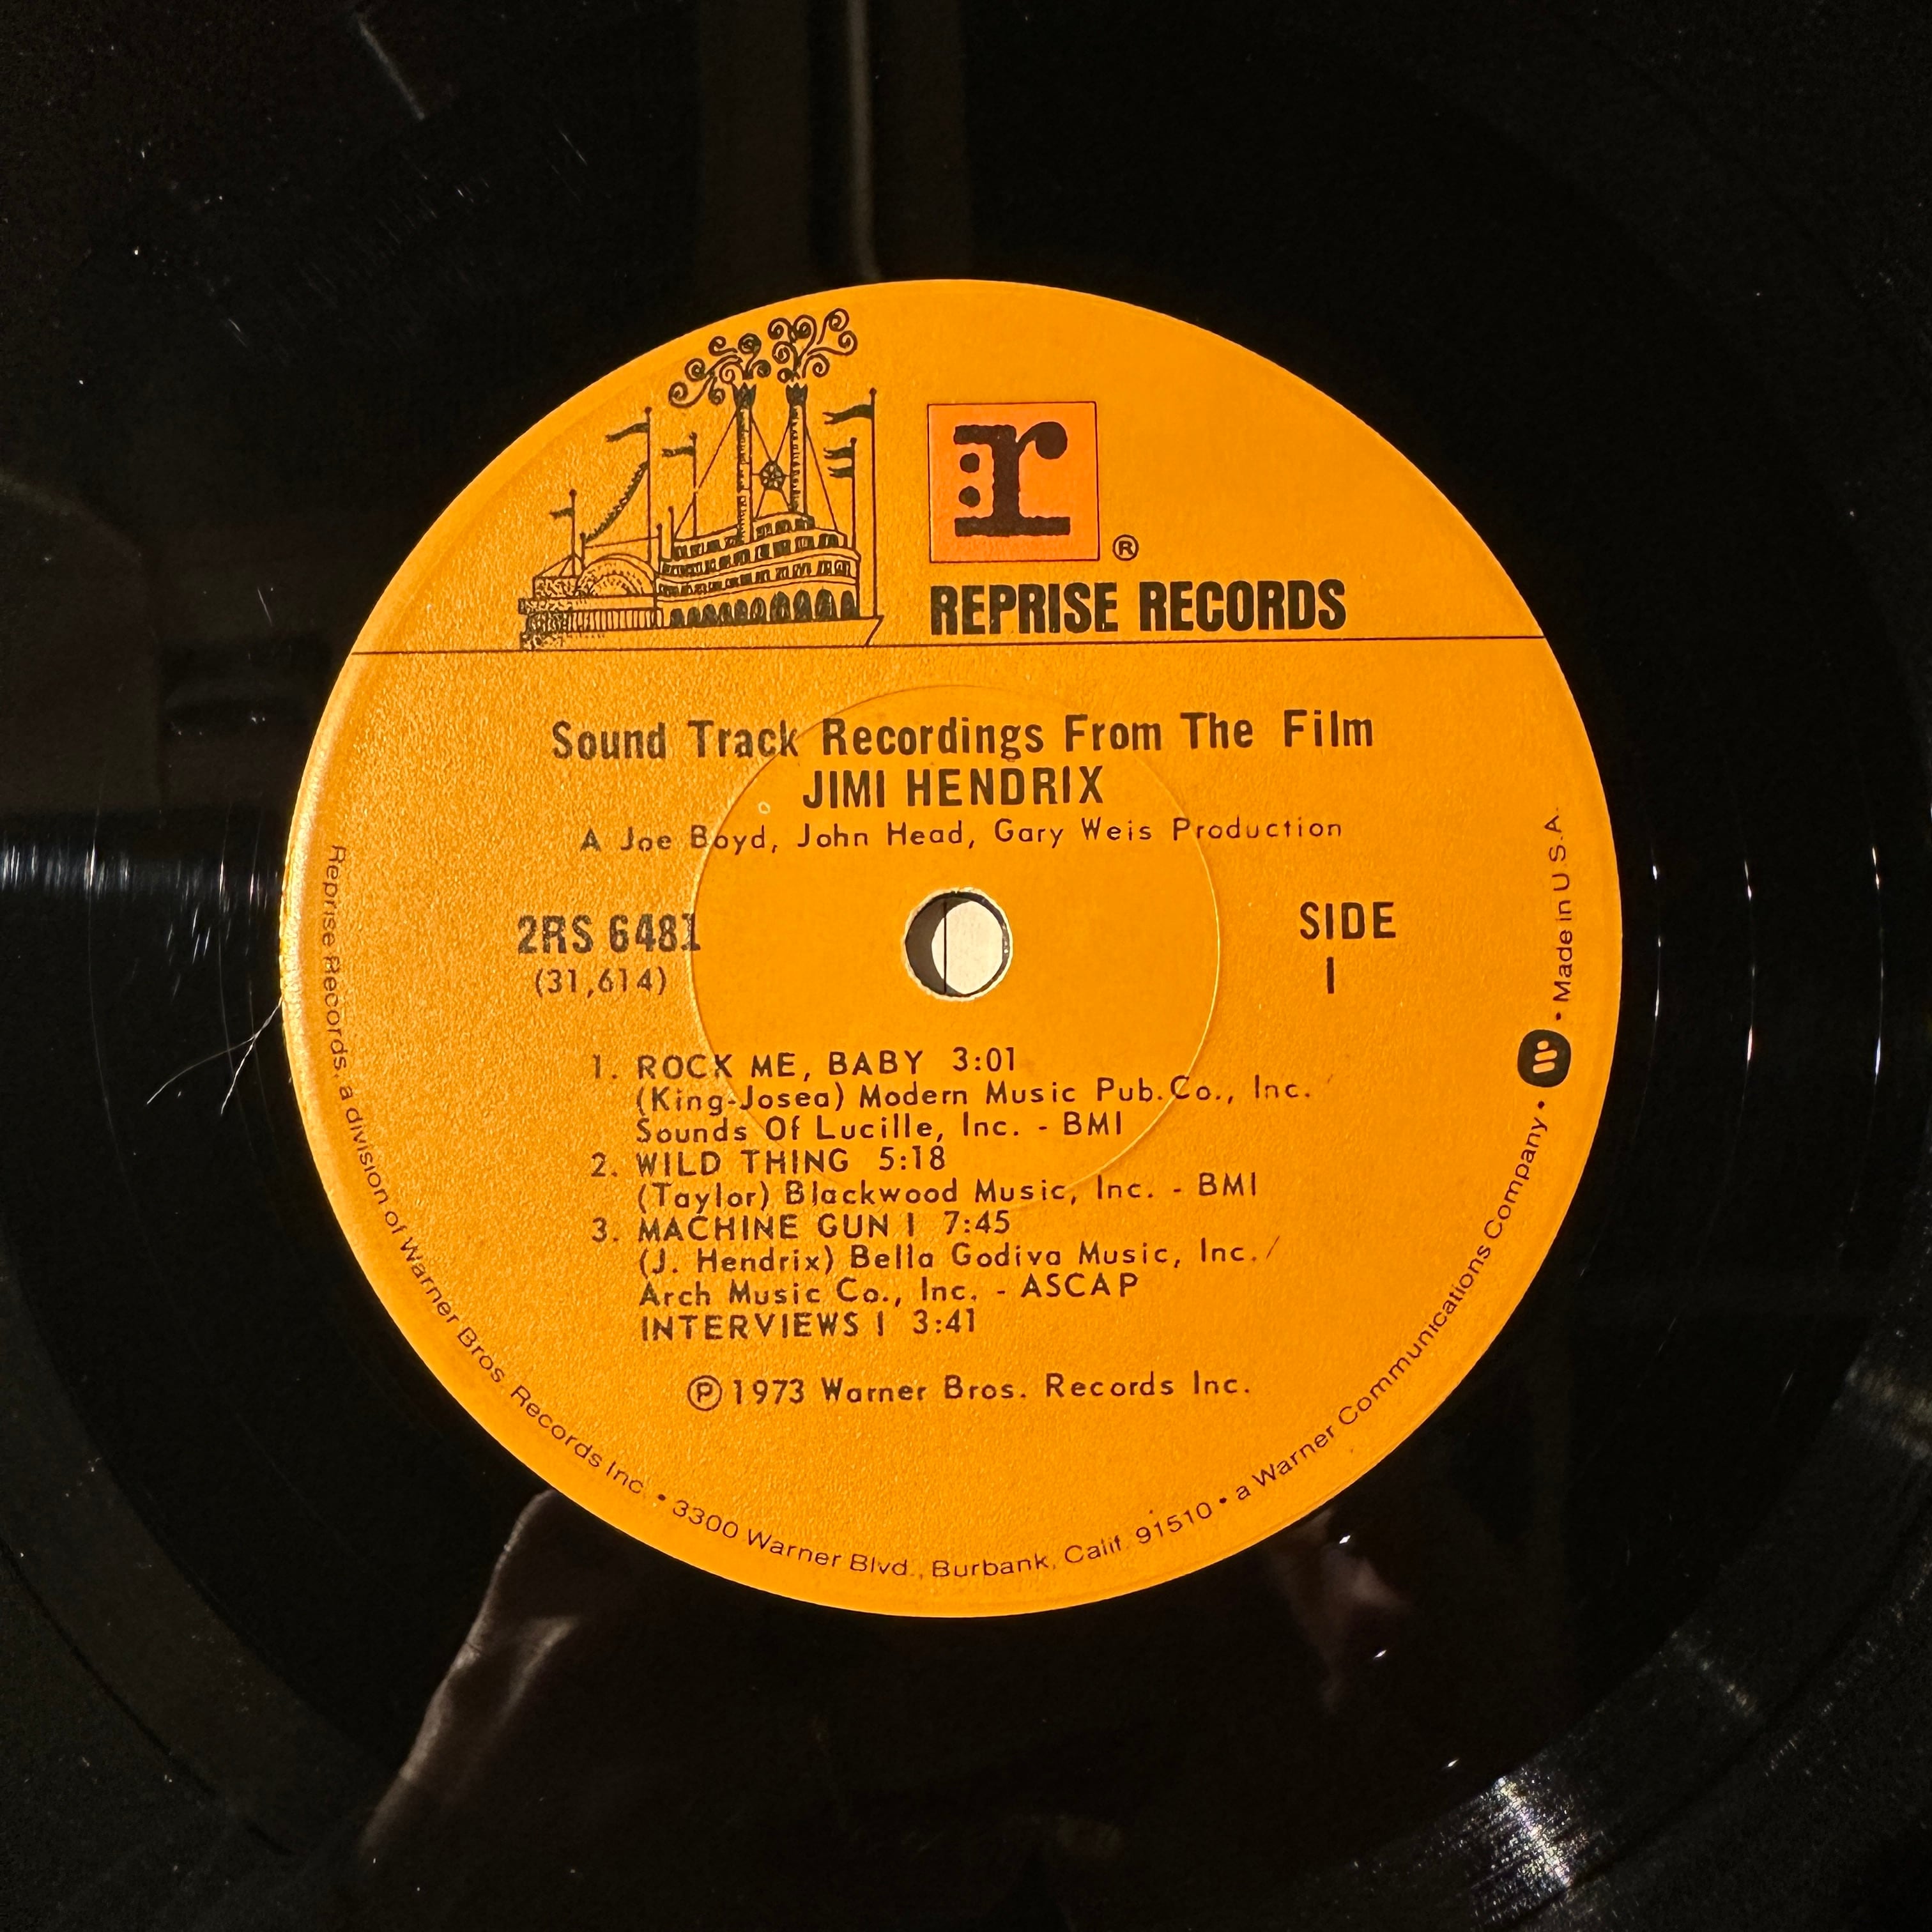 r
®
REPRISE RECORDS
Sound Track Recordings From The Film
JIMI HENDRIX
A Joe Boyd, John Head, Gary Weis Production
2RS 6481
(31,614)
SIDE
1
1. ROCK ME, BABY 3:01
(King-Josea) Modern Music Pub.Co., Inc.
Sounds Of Lucille, Inc. - BMI
2. WILD THING 5:18
(Taylor) Blackwood Music, Inc. - BMI
3. MACHINE GUN I 7:45
(J. Hendrix) Bella Godiva Music, Inc./
Arch Music Co., Inc. - ASCAP
INTERVIEWS I 3:41
℗ 1973 Warner Bros. Records Inc.
Reprise Records, a division of Warner Bros. Records Inc. • 3300 Warner Blvd., Burbank, Calif. 91510 • a Warner Communications Company • W • Made in U.S.A.